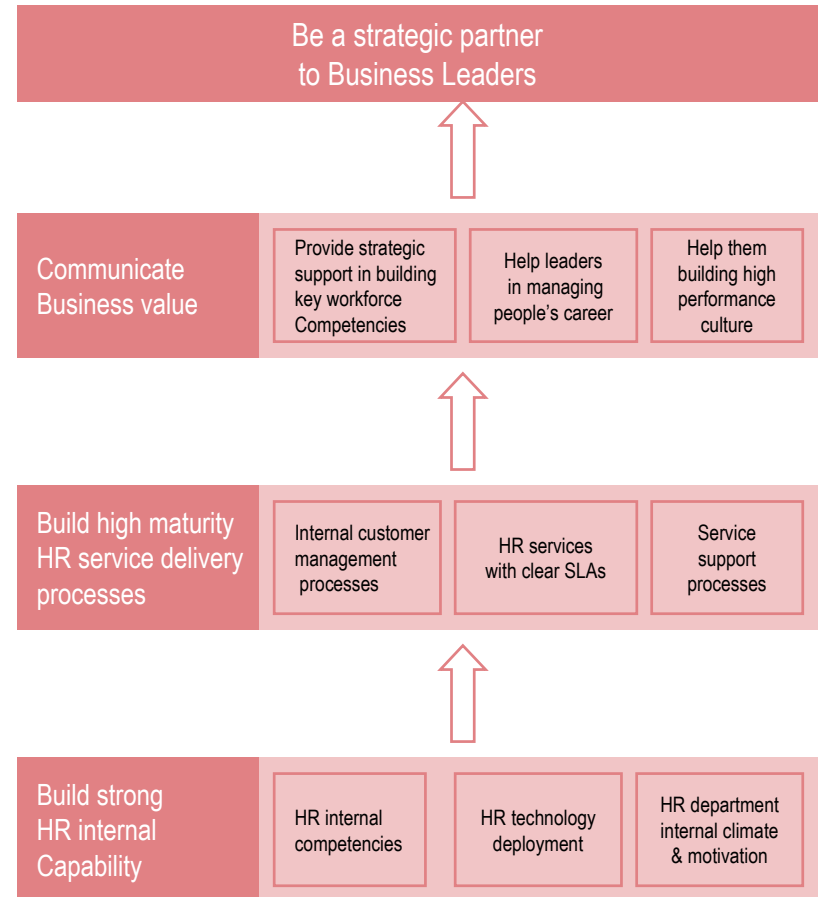 Be a strategic partner
to Business Leaders
Communicate
Business value
Provide strategic
support in building
key workforce
Competencies
Help leaders
in managing
people's career
Help them
building high
performance
culture
Build high maturity
HR service delivery
processes
Internal customer
management
processes
HR services
with clear SLAs
Service
support
processes
Build strong
HR internal
Capability
HR internal
competencies
HR technology
deployment
HR department
internal climate
& motivation